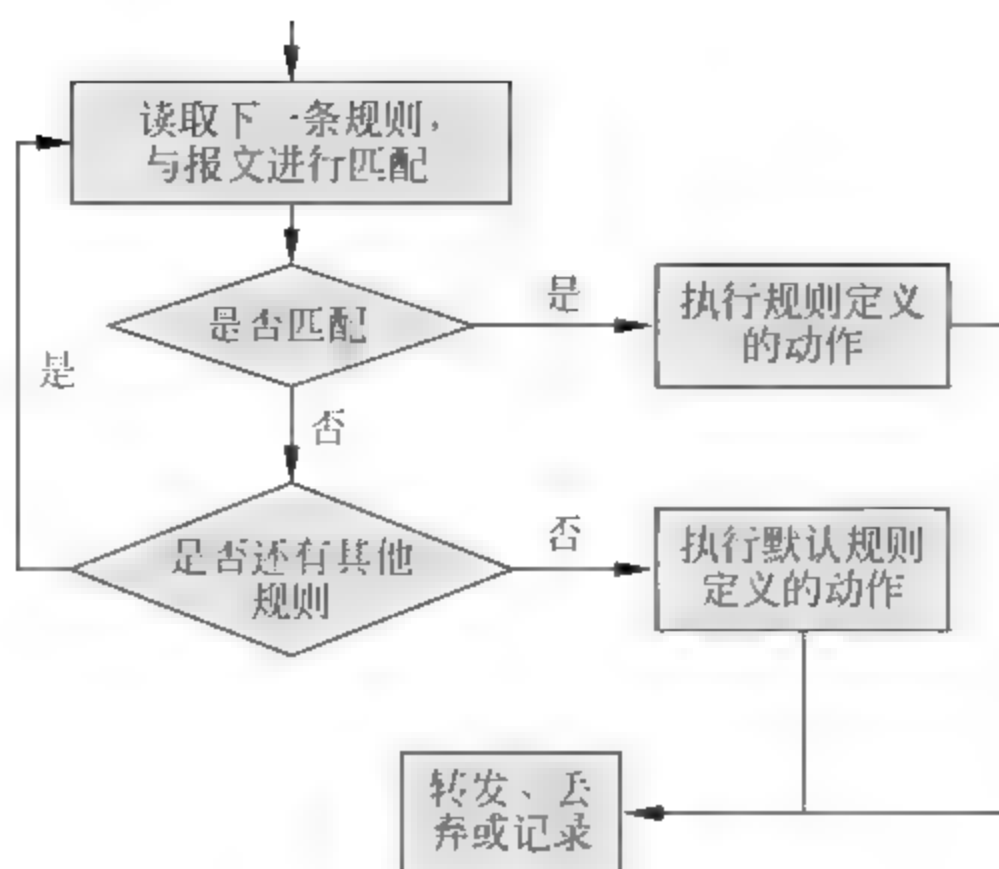 读取下一条规则，
与报文进行匹配
是否匹配
是
执行规则定义
的动作
是
否
是否还有其他
规则
否
执行默认规则
定义的动作
转发、丢
弃或记录